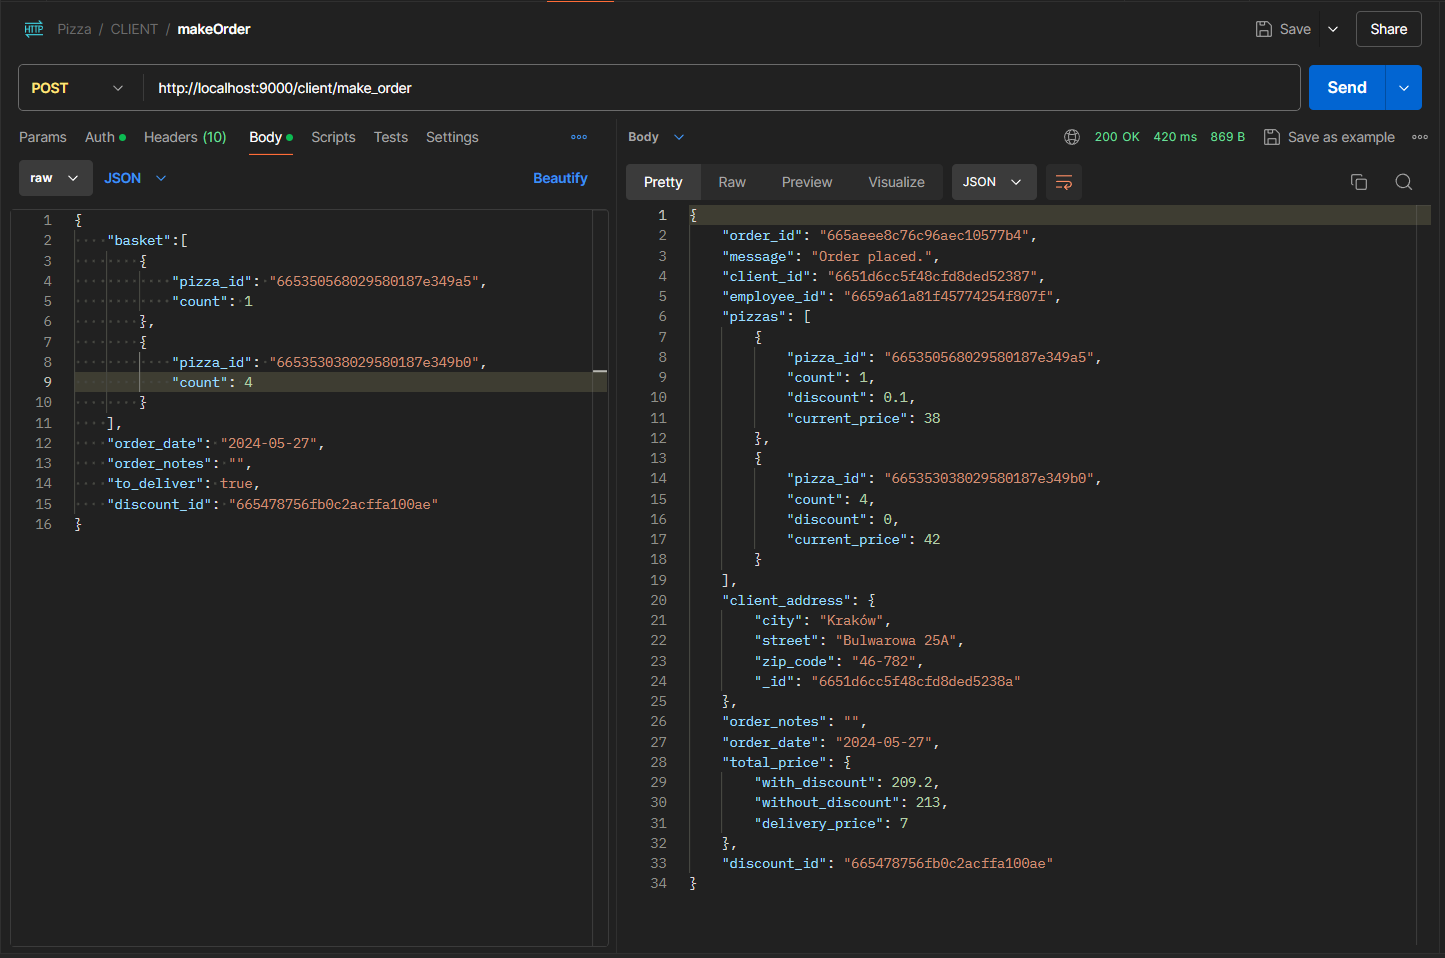 HTTP Pizza / CLIENT / makeOrder Save Share
POST http://localhost:9000/client/make_order Send
Params Auth Headers (10) Body Scripts Tests Settings
raw JSON Beautify
1 {
2 "basket":[
3 {
4 "pizza_id": "665350568029580187e349a5",
5 "count": 1
6 },
7 {
8 "pizza_id": "665353038029580187e349b0",
9 "count": 4
10 }
11 ],
12 "order_date": "2024-05-27",
13 "order_notes": "",
14 "to_deliver": true,
15 "discount_id": "665478756fb0c2acffa100ae"
16 }
Body 200 OK 420 ms 869 B Save as example
Pretty Raw Preview Visualize JSON
1 {
2 "order_id": "665aeee8c76c96aec10577b4",
3 "message": "Order placed.",
4 "client_id": "6651d6cc5f48cfd8ded52387",
5 "employee_id": "6659a61a81f45774254f807f",
6 "pizzas": [
7 {
8 "pizza_id": "665350568029580187e349a5",
9 "count": 1,
10 "discount": 0.1,
11 "current_price": 38
12 },
13 {
14 "pizza_id": "665353038029580187e349b0",
15 "count": 4,
16 "discount": 0,
17 "current_price": 42
18 }
19 ],
20 "client_address": {
21 "city": "Kraków",
22 "street": "Bulwarowa 25A",
23 "zip_code": "46-782",
24 "_id": "6651d6cc5f48cfd8ded5238a"
25 },
26 "order_notes": "",
27 "order_date": "2024-05-27",
28 "total_price": {
29 "with_discount": 209.2,
30 "without_discount": 213,
31 "delivery_price": 7
32 },
33 "discount_id": "665478756fb0c2acffa100ae"
34 }